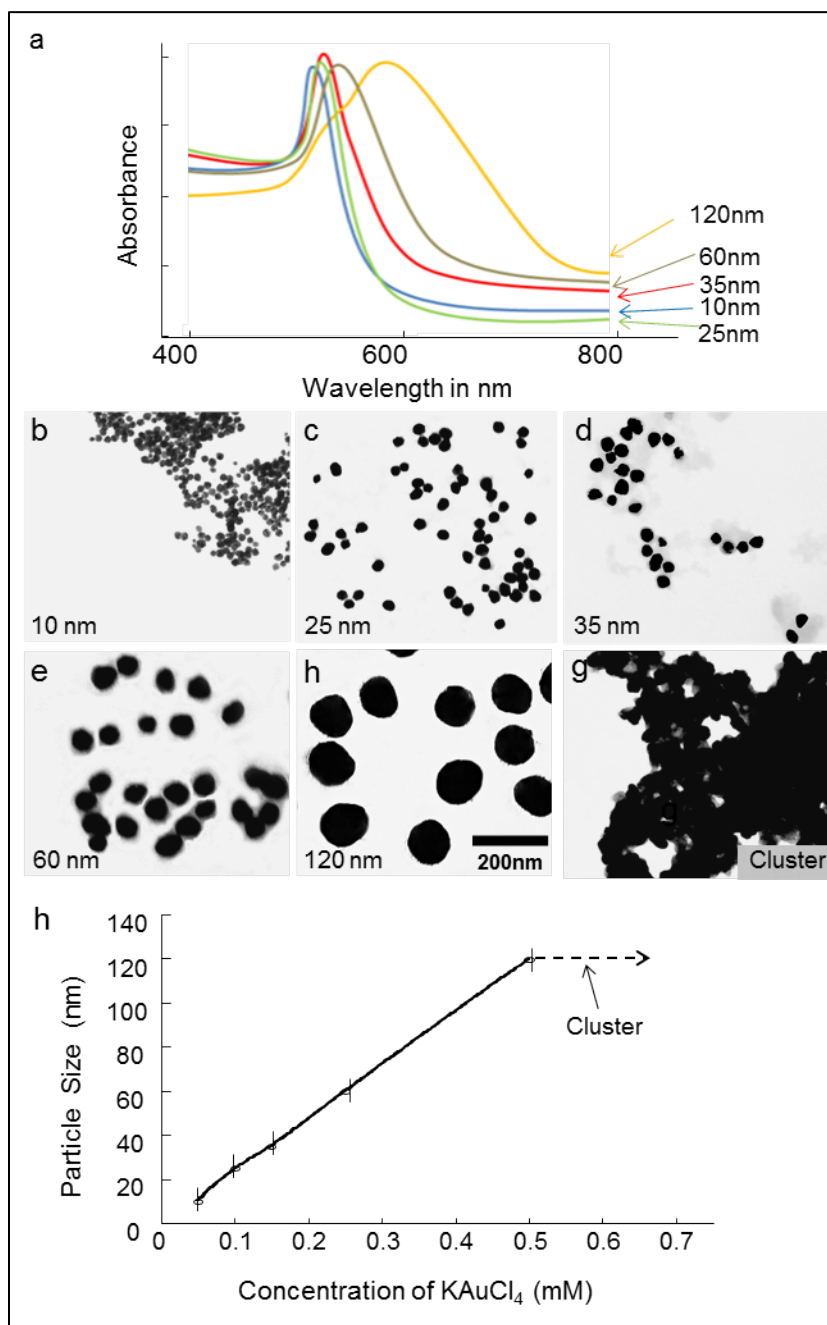 a
Absorbance
120nm
60nm
35nm
10nm
25nm
400 600 800
Wavelength in nm
b
10 nm
c
25 nm
d
35 nm
e
60 nm
h
120 nm
200nm
g
g
Cluster
h
Particle Size (nm)
140
120
100
80
60
40
20
0
Cluster
0 0.1 0.2 0.3 0.4 0.5 0.6 0.7
Concentration of KAuCl₄ (mM)